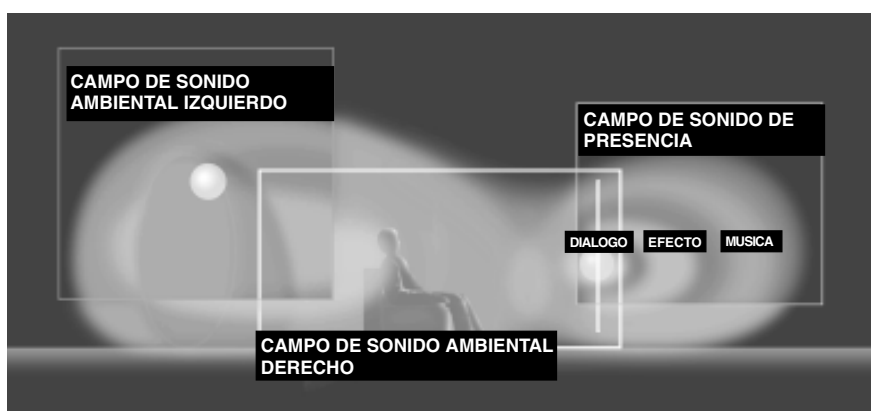 CAMPO DE SONIDO
AMBIENTAL IZQUIERDO
CAMPO DE SONIDO DE
PRESENCIA
DIALOGO
EFECTO
MUSICA
CAMPO DE SONIDO AMBIENTAL
DERECHO